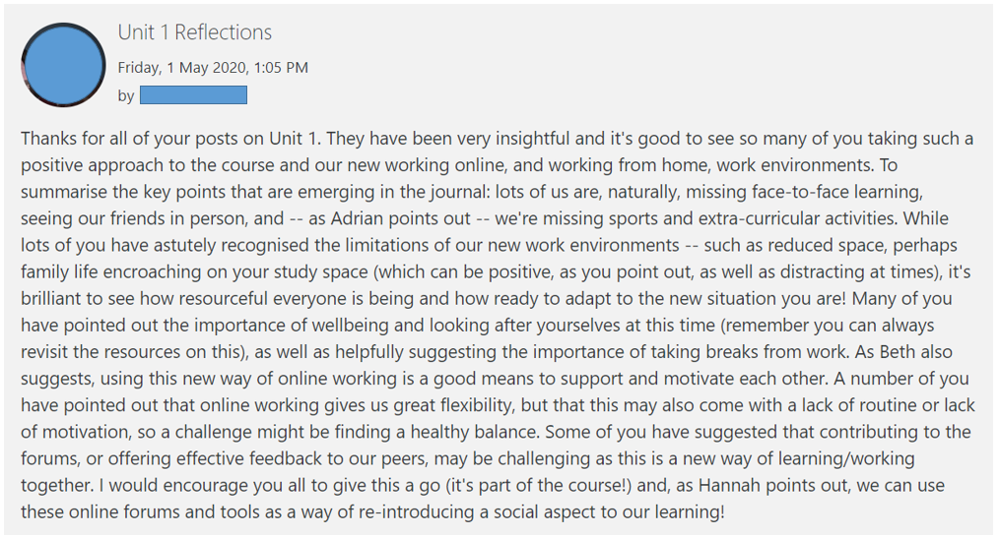 Unit 1 Reflections
Friday, 1 May 2020, 1:05 PM
by
Thanks for all of your posts on Unit 1. They have been very insightful and it's good to see so many of you taking such a
positive approach to the course and our new working online, and working from home, work environments. To
summarise the key points that are emerging in the journal: lots of us are, naturally, missing face-to-face learning,
seeing our friends in person, and -- as Adrian points out -- we're missing sports and extra-curricular activities. While
lots of you have astutely recognised the limitations of our new work environments -- such as reduced space, perhaps
family life encroaching on your study space (which can be positive, as you point out, as well as distracting at times), it's
brilliant to see how resourceful everyone is being and how ready to adapt to the new situation you are! Many of you
have pointed out the importance of wellbeing and looking after yourselves at this time (remember you can always
revisit the resources on this), as well as helpfully suggesting the importance of taking breaks from work. As Beth also
suggests, using this new way of online working is a good means to support and motivate each other. A number of you
have pointed out that online working gives us great flexibility, but that this may also come with a lack of routine or lack
of motivation, so a challenge might be finding a healthy balance. Some of you have suggested that contributing to the
forums, or offering effective feedback to our peers, may be challenging as this is a new way of learning/working
together. I would encourage you all to give this a go (it's part of the course!) and, as Hannah points out, we can use
these online forums and tools as a way of re-introducing a social aspect to our learning!